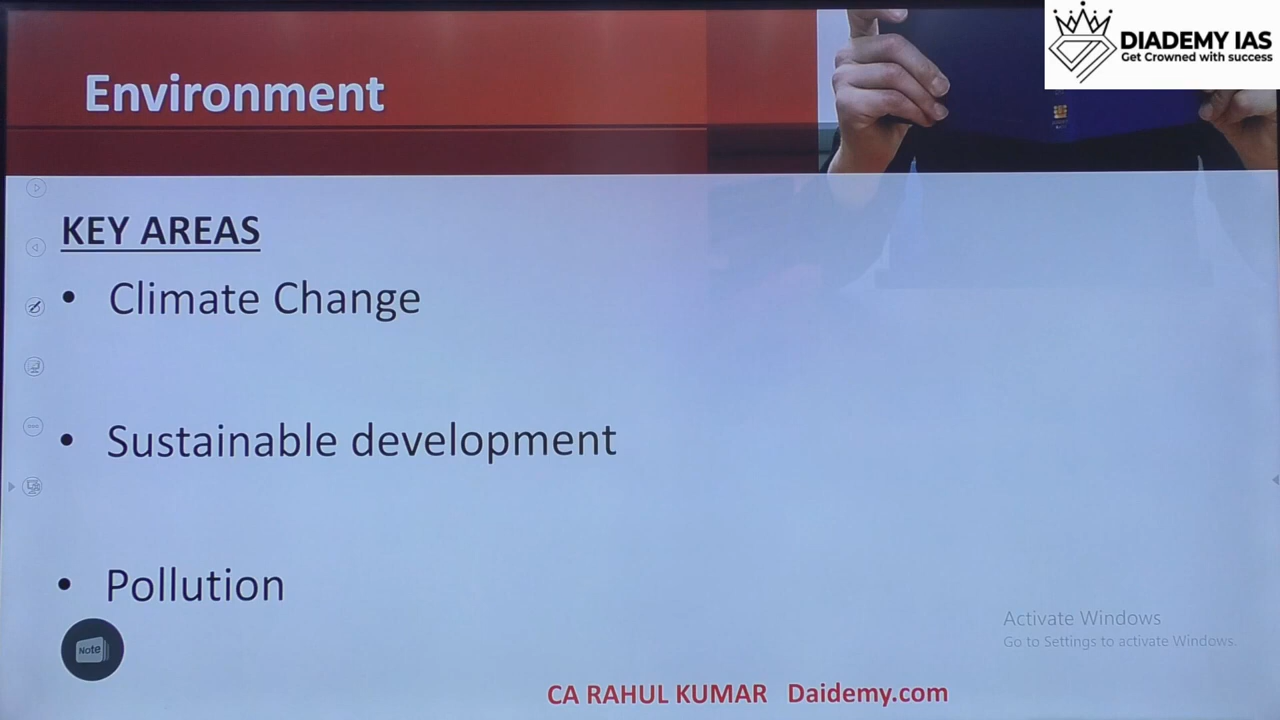 DIADEMY IAS
Get Crowned with success
Environment
KEY AREAS
• Climate Change
• Sustainable development
• Pollution
Note
Activate Windows
Go to Settings to activate Windows.
CA RAHUL KUMAR Daidemy.com